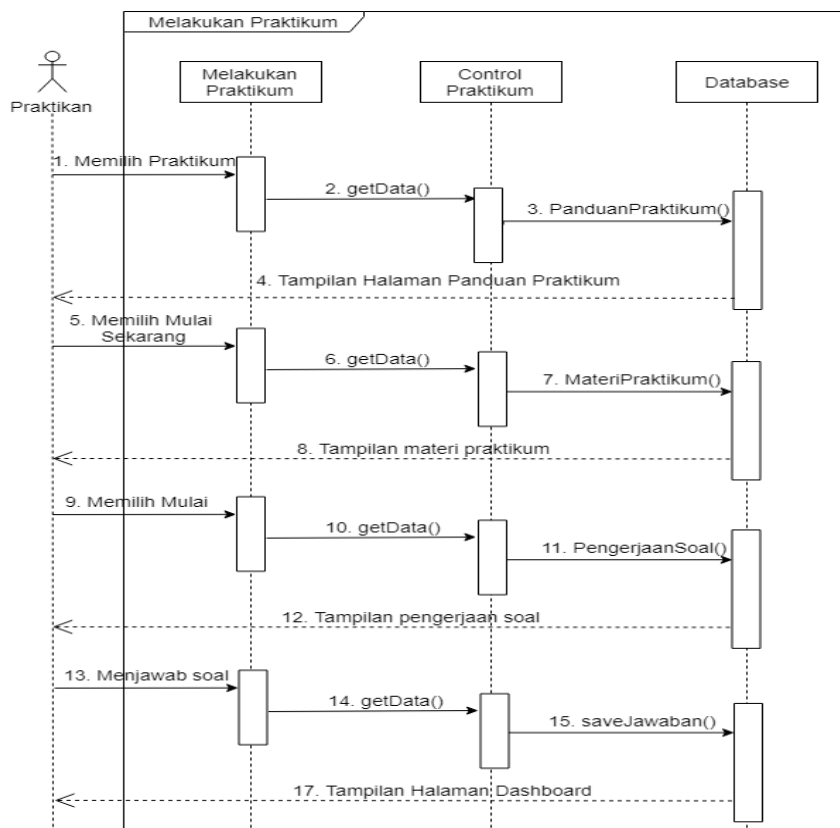 Melakukan Praktikum
Praktikan
Melakukan
Praktikum
Control
Praktikum
Database
1. Memilih Praktikum
2. getData()
3. PanduanPraktikum()
4. Tampilan Halaman Panduan Praktikum
5. Memilih Mulai
Sekarang
6. getData()
7. MateriPraktikum()
8. Tampilan materi praktikum
9. Memilih Mulai
10. getData()
11. PengerjaanSoal()
12. Tampilan pengerjaan soal
13. Menjawab soal
14. getData()
15. saveJawaban()
17. Tampilan Halaman Dashboard